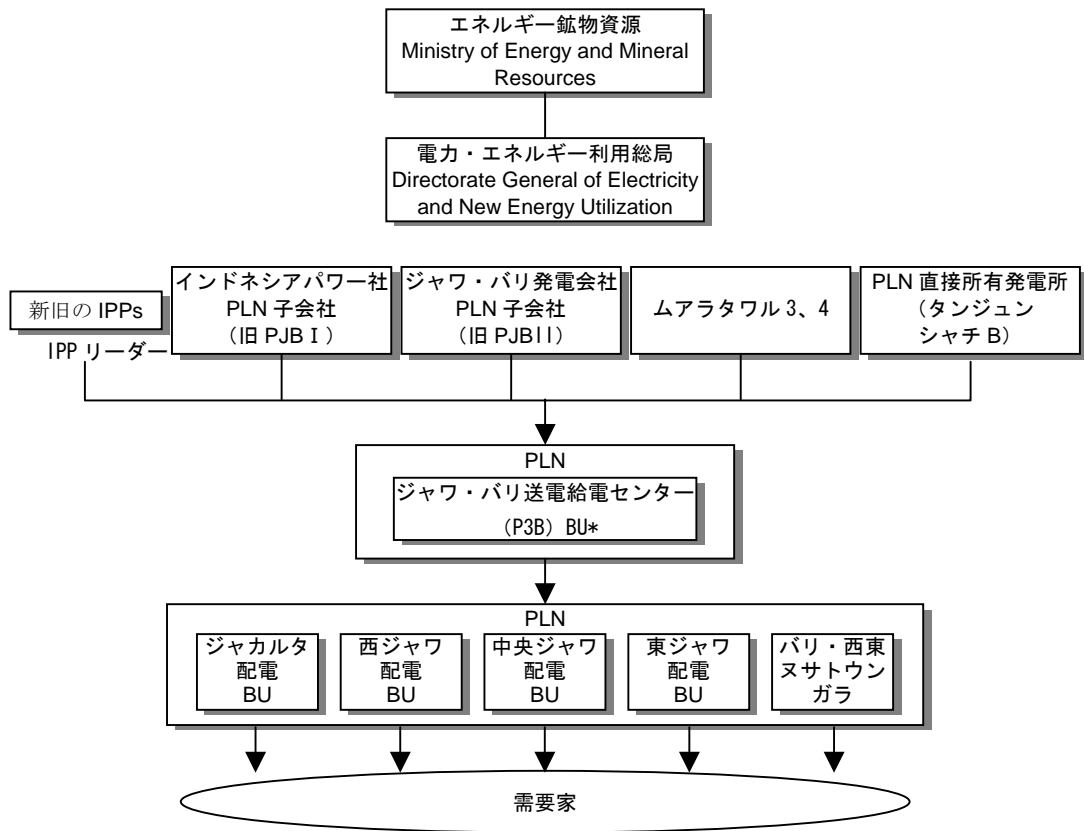 エネルギー鉱物資源
Ministry of Energy and Mineral
Resources
電力・エネルギー利用総局
Directorate General of Electricity
and New Energy Utilization
新旧の IPPs
IPP リーダー
インドネシアパワー社
PLN 子会社
（旧 PJB Ⅰ）
ジャワ・バリ発電会社
PLN 子会社
（旧 PJBII）
ムアラタワル 3、4
PLN 直接所有発電所
（タンジュン
シャチ B）
PLN
ジャワ・バリ送電給電センター
（P3B）BU*
PLN
ジャカルタ
配電
BU
西ジャワ
配電
BU
中央ジャワ
配電
BU
東ジャワ
配電
BU
バリ・西東
ヌサトウン
ガラ
需要家